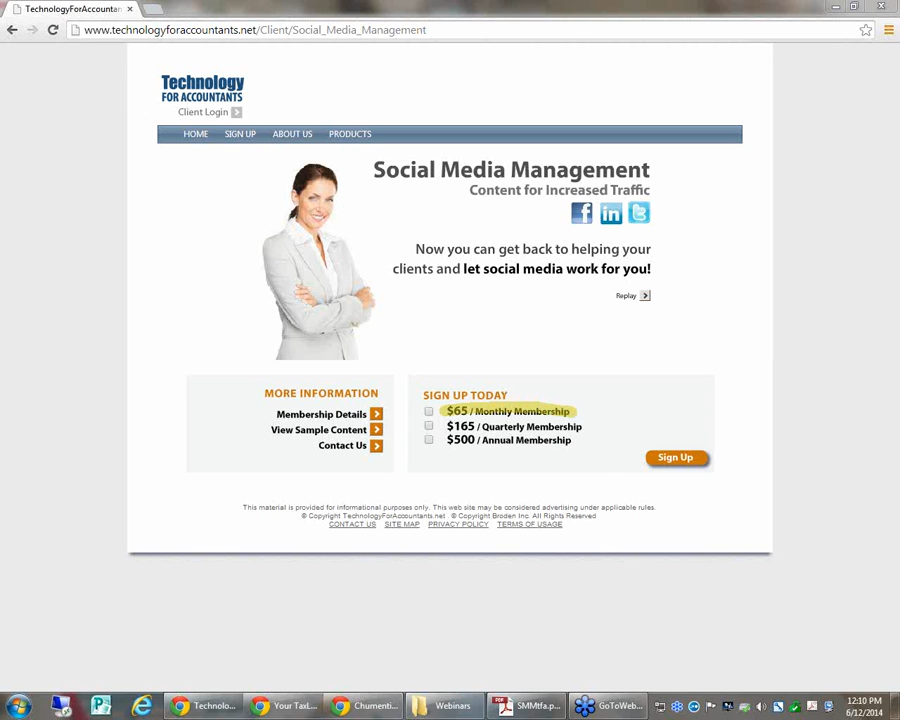 TechnologyForAccountan
www.technologyforaccountants.net/Client/Social_Media_Management
Technology
FOR ACCOUNTANTS
Client Login
HOME SIGN UP ABOUT US PRODUCTS
Social Media Management
Content for Increased Traffic
f in t
Now you can get back to helping your
clients and let social media work for you!
Replay
MORE INFORMATION
Membership Details
View Sample Content
Contact Us
SIGN UP TODAY
$65 / Monthly Membership
$165 / Quarterly Membership
$500 / Annual Membership
Sign Up
This material is provided for informational purposes only. This web site may be considered advertising under applicable rules.
© Copyright TechnologyForAccountants.net . © Copyright Broden Inc. All Rights Reserved
CONTACT US SITE MAP PRIVACY POLICY TERMS OF USAGE
Technolo... Your TaxL... Chumenti... Webinars SMMtfa.p... GoToWeb...
12:10 PM
6/12/2014